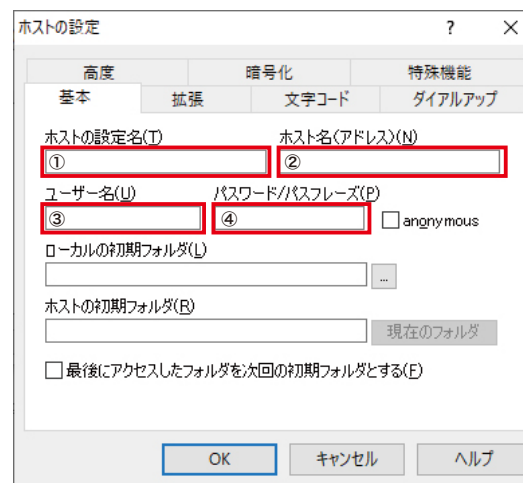 ホストの設定 ? ×
高度 暗号化 特殊機能
基本 拡張 文字コード ダイアルアップ
ホストの設定名(T) ホスト名(アドレス)(N)
① ②
ユーザー名(U) パスワード/パスフレーズ(P)
③ ④ anonymous
ローカルの初期フォルダ(L)
...
ホストの初期フォルダ(R)
現在のフォルダ
最後にアクセスしたフォルダを次回の初期フォルダとする(F)
OK キャンセル ヘルプ